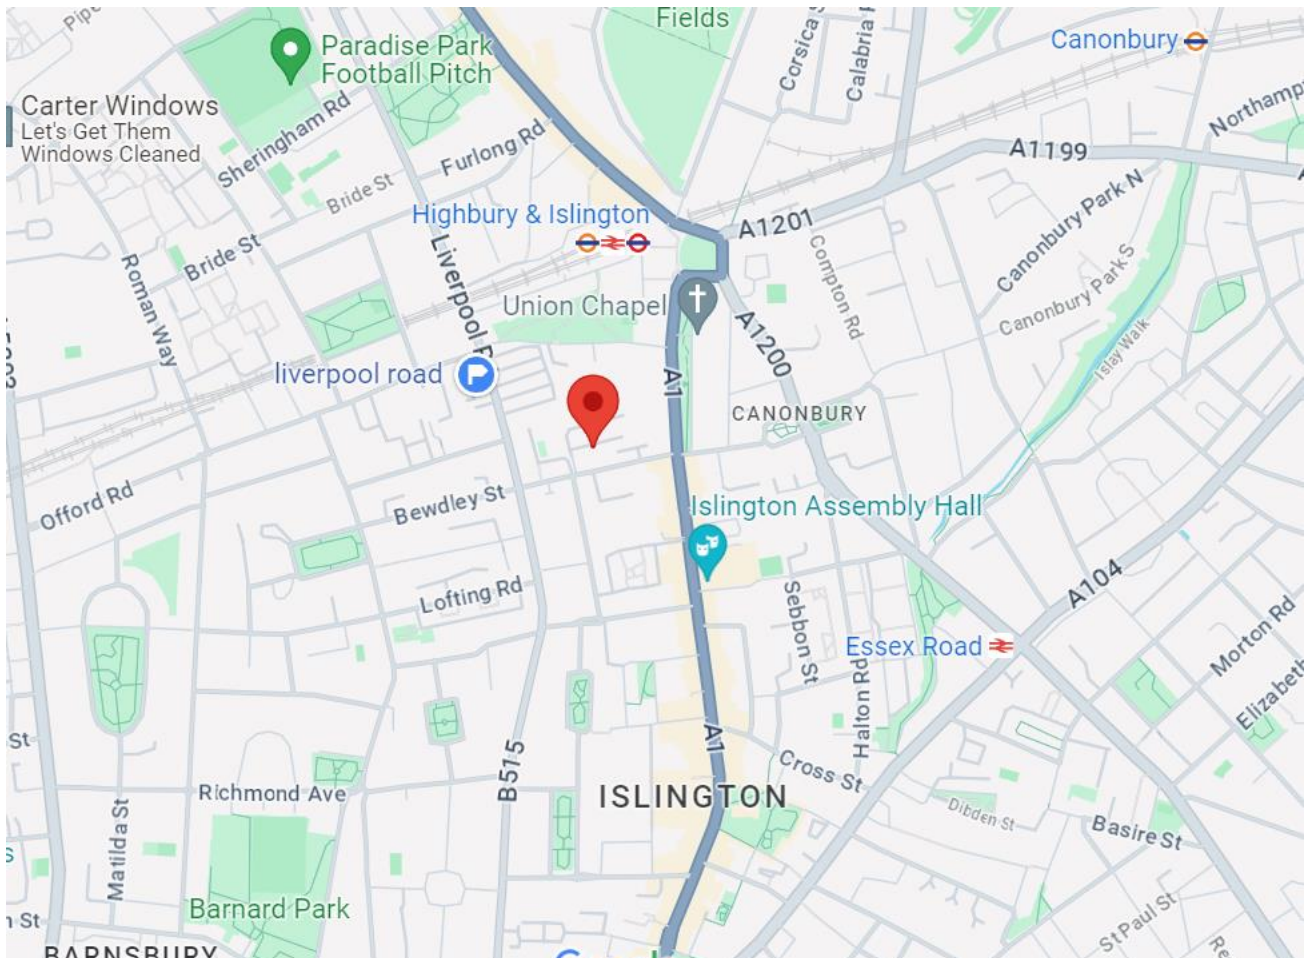 Fields
Paradise Park
Football Pitch
Canonbury
Corsica
Calabria
Carter Windows
Let's Get Them
Windows Cleaned
Sheringham Rd
Furlong Rd
A1199
Bride St
Highbury & Islington
A1201
Canonbury Park N
Bride St
Liverpool
Compton Rd
Roman Way
Union Chapel
Canonbury Park S
A1200
Islay Walk
liverpool road
A1
CANONBURY
Offord Rd
Bewdley St
Islington Assembly Hall
A104
Lofting Rd
Sebbon St
Morton Rd
Essex Road
Halton Rd
Elizabeth
St
A1
B515
Cross St
Richmond Ave
ISLINGTON
Matilda St
Dibden St
Basire St
Barnard Park
St
St Paul St
BARNSBURY